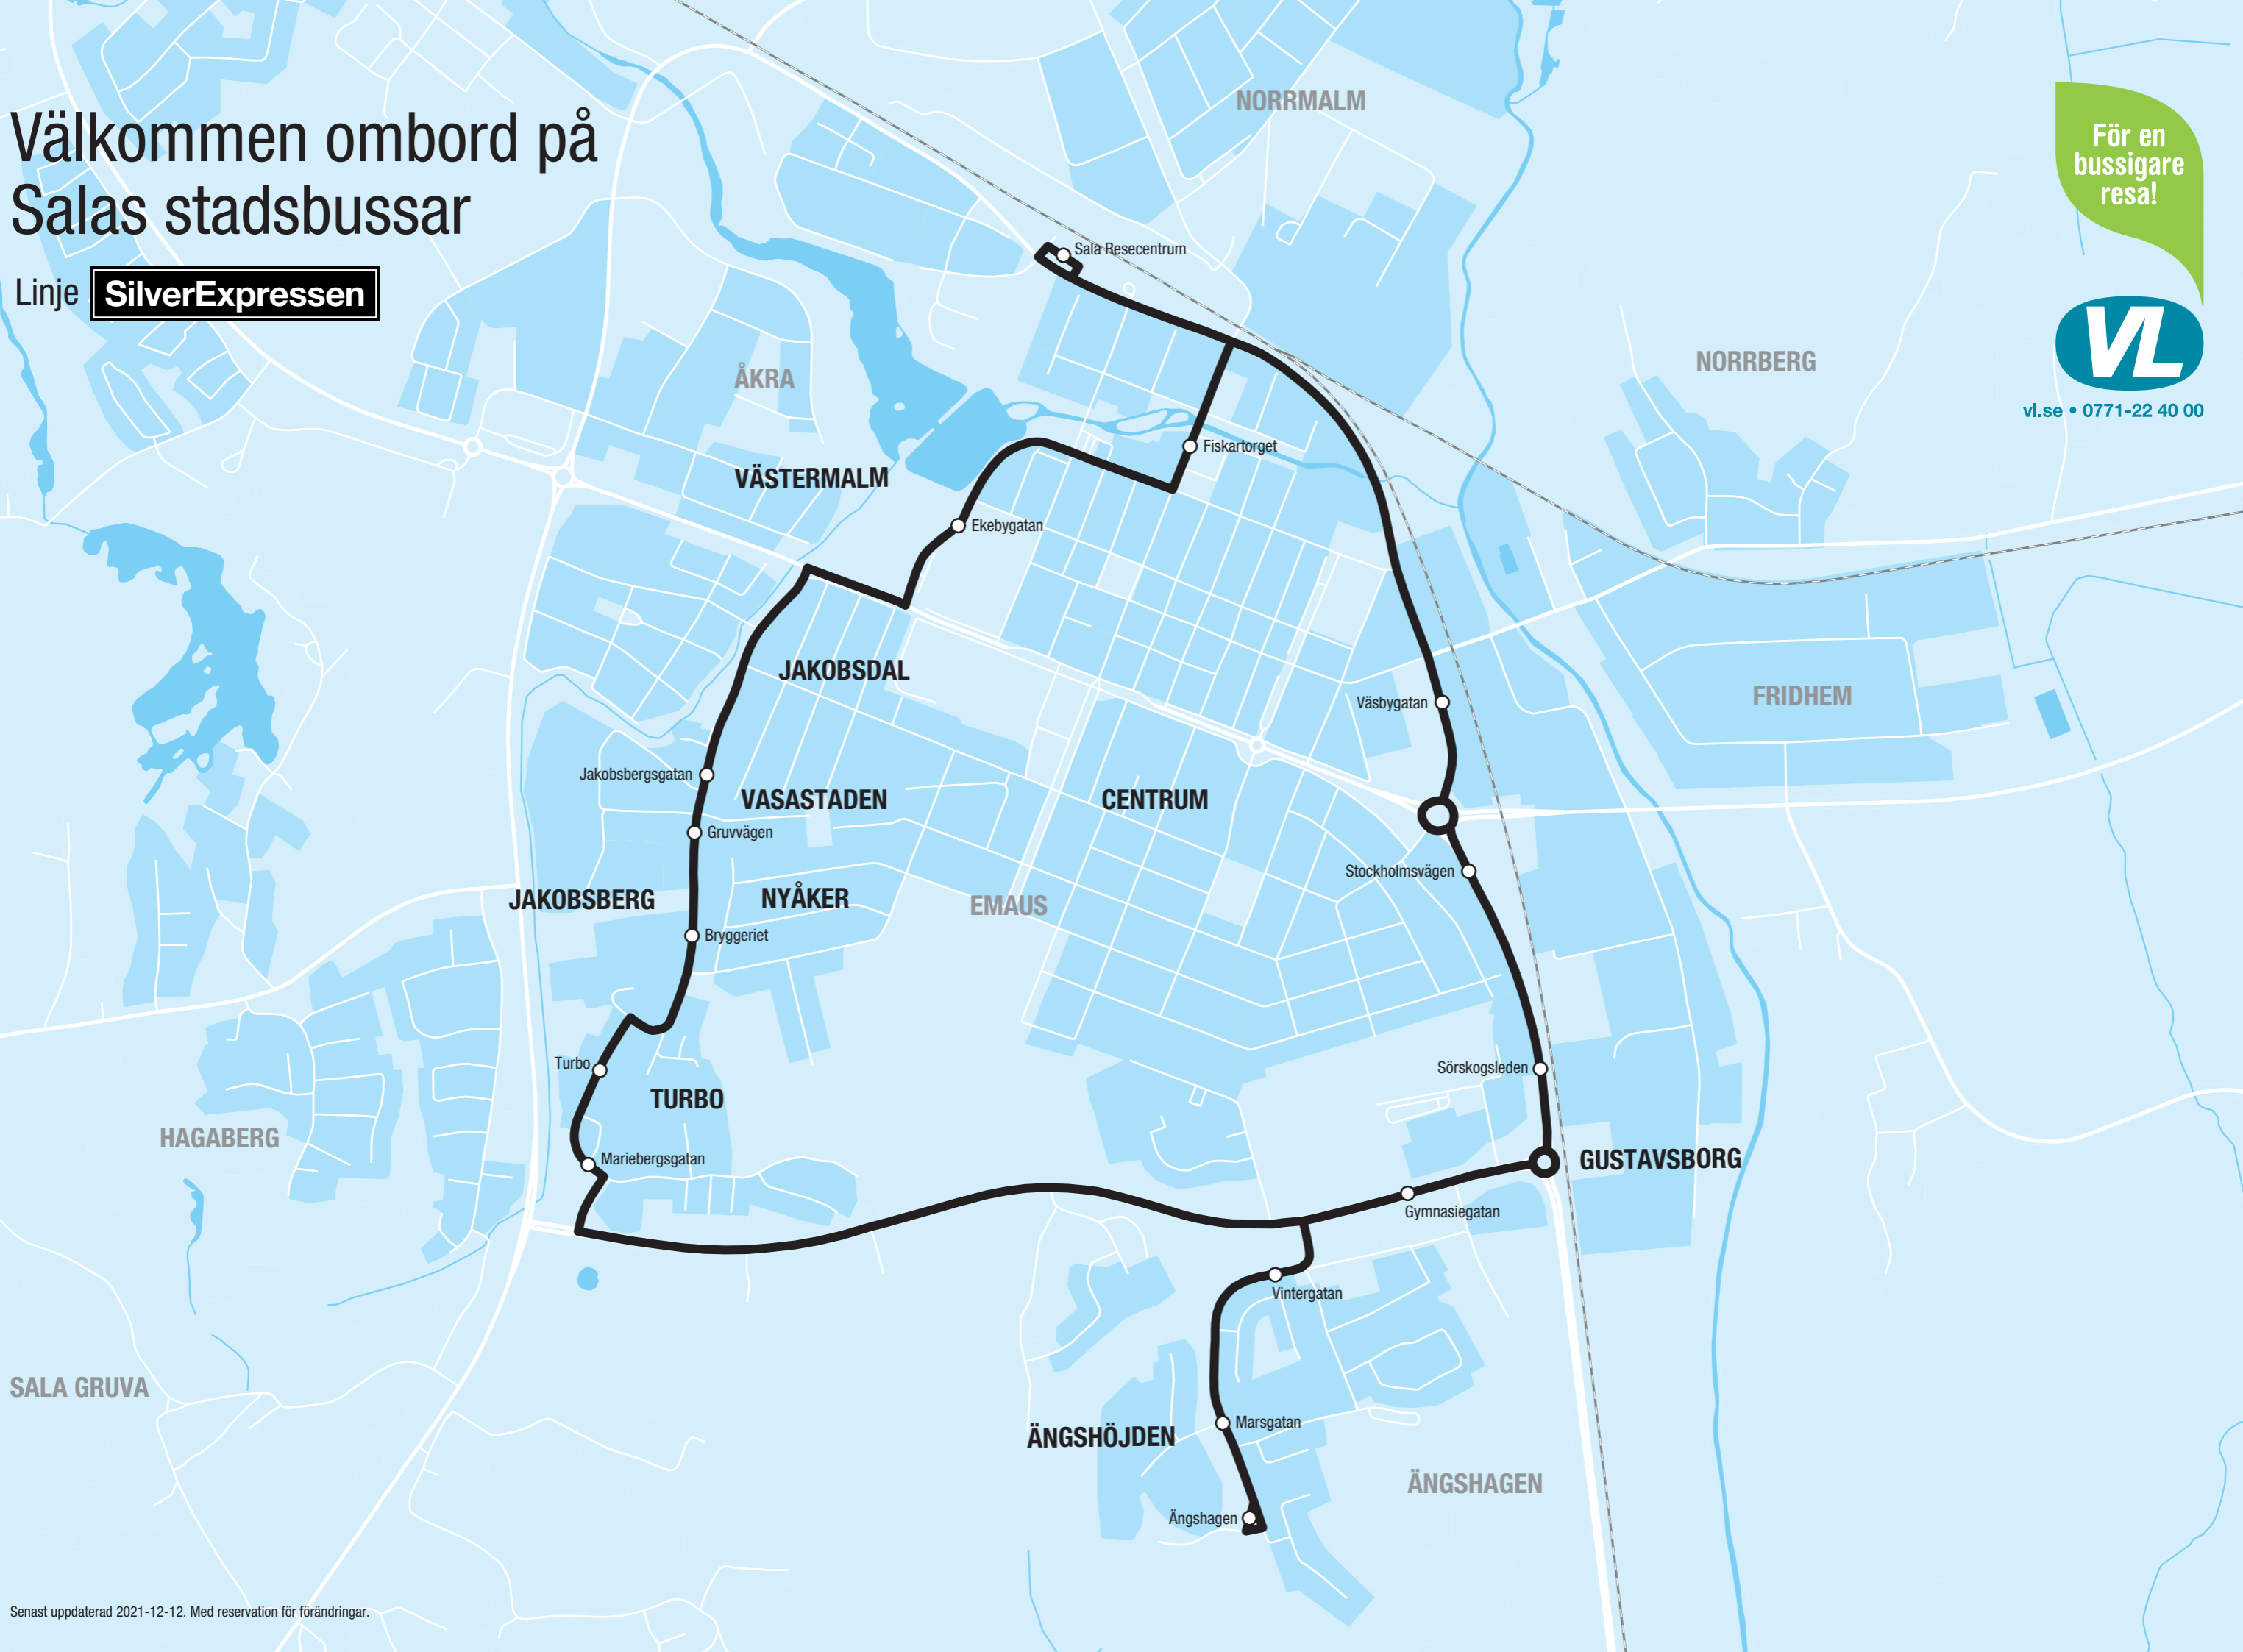 Välkommen ombord på
Salas stadsbussar
Linje SilverExpressen
För en
bussigare
resa!
VL
vl.se • 0771-22 40 00
NORRMALM
Sala Resecentrum
NORRBERG
ÅKRA
VÄSTERMALM
Fiskartorget
Ekebygatan
JAKOBSDAL
FRIDHEM
Väsbygatan
Jakobsbergsgatan
VASASTADEN
CENTRUM
Gruvvägen
Stockholmsvägen
JAKOBSBERG
NYÅKER
EMAUS
Bryggeriet
Turbo
Sörskogsleden
TURBO
HAGABERG
Mariebergsgatan
GUSTAVSBORG
Gymnasiegatan
Vintergatan
SALA GRUVA
Marsgatan
ÄNGSHÖJDEN
ÄNGSHAGEN
Ängshagen
Senast uppdaterad 2021-12-12. Med reservation för förändringar.